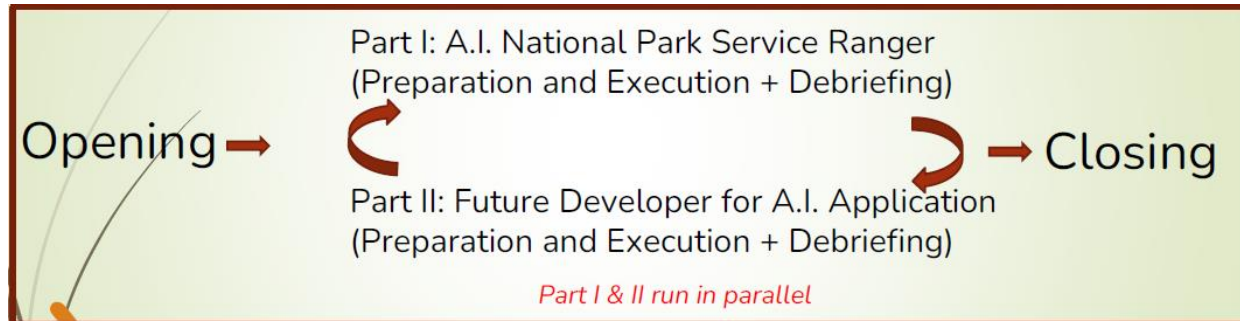 Part I: A.I. National Park Service Ranger
(Preparation and Execution + Debriefing)
Opening
Closing
Part II: Future Developer for A.I. Application
(Preparation and Execution + Debriefing)
Part I & II run in parallel